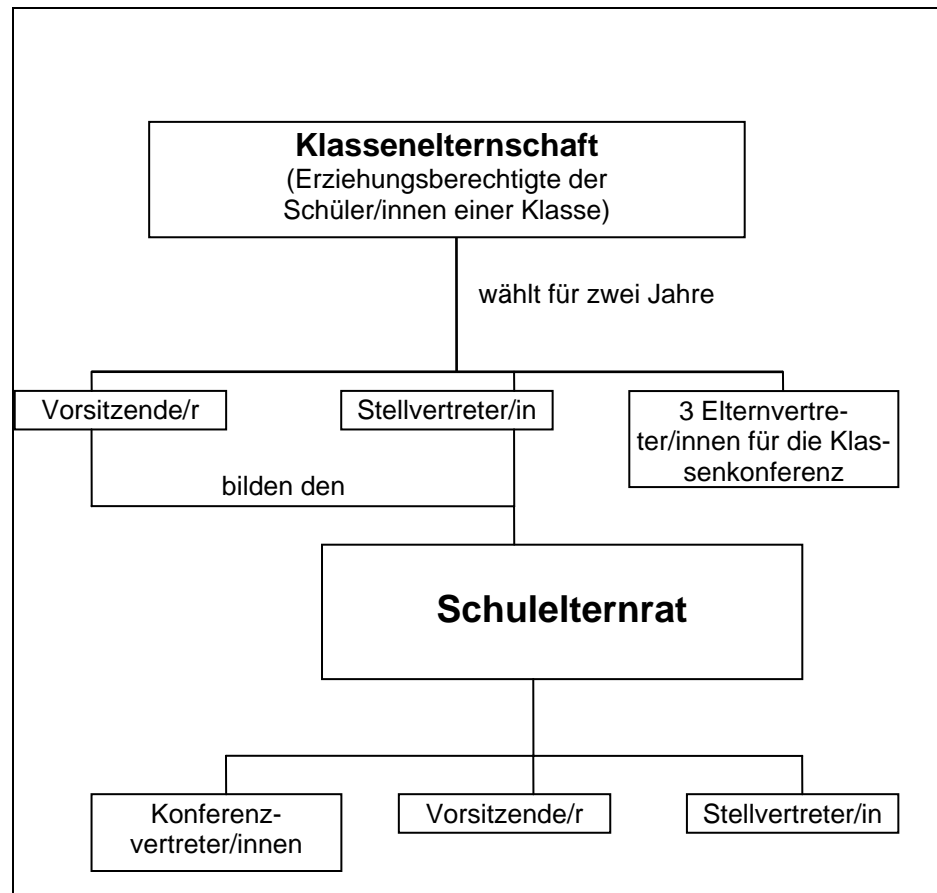 Klassenelternschaft
(Erziehungsberechtigte der
Schüler/innen einer Klasse)
wählt für zwei Jahre
Vorsitzende/r
Stellvertreter/in
3 Elternvertre-
ter/innen für die Klas-
senkonferenz
bilden den
Schulelternrat
Konferenz-
vertreter/innen
Vorsitzende/r
Stellvertreter/in